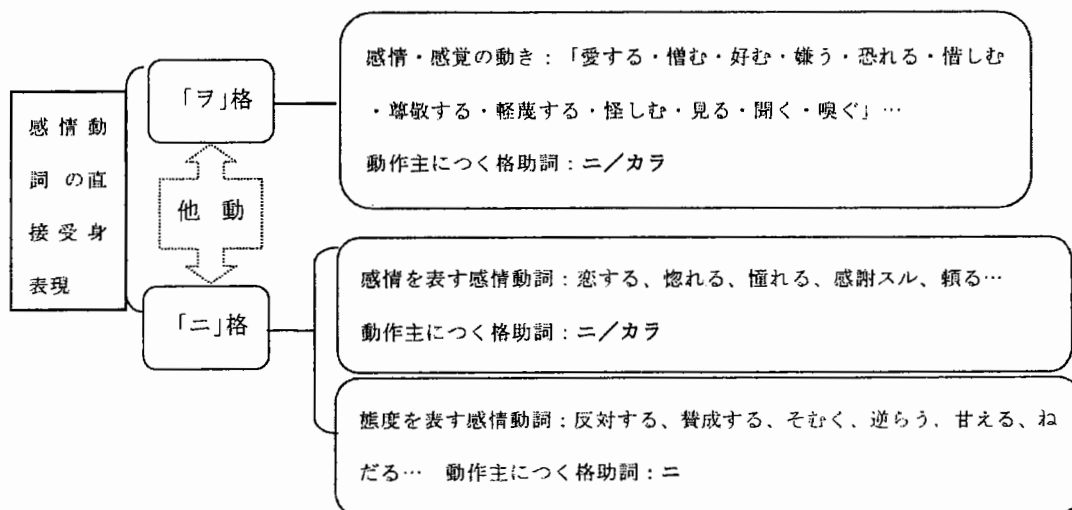 感情動
詞の直
接受身
表現
「ヲ」格
他動
「ニ」格
感情・感覚の動き：「愛する・憎む・好む・嫌う・恐れる・惜しむ
・尊敬する・軽蔑する・怪しむ・見る・聞く・嗅ぐ」…
動作主につく格助詞：ニ／カラ
感情を表す感情動詞：恋する、惚れる、憧れる、感謝スル、頼る…
動作主につく格助詞：ニ／カラ
態度を表す感情動詞：反対する、賛成する、そむく、逆らう、甘える、ね
だる… 動作主につく格助詞：ニ